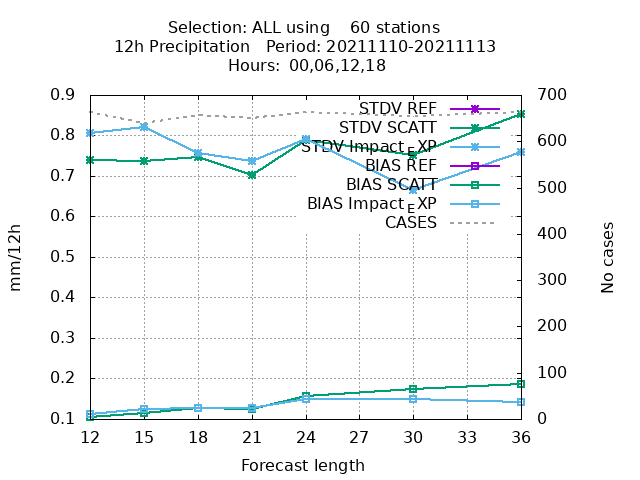 Selection: ALL using    60 stations
12h Precipitation   Period: 20211110-20211113
Hours:  00,06,12,18
0.9
0.8
0.7
0.6
0.5
0.4
0.3
0.2
0.1
700
600
500
400
300
200
100
0
mm/12h
No cases
STDV REF
STDV SCATT
STDV Impact_EXP
BIAS REF
BIAS SCATT
BIAS Impact_EXP
CASES
12 15 18 21 24 27 30 33 36
Forecast length